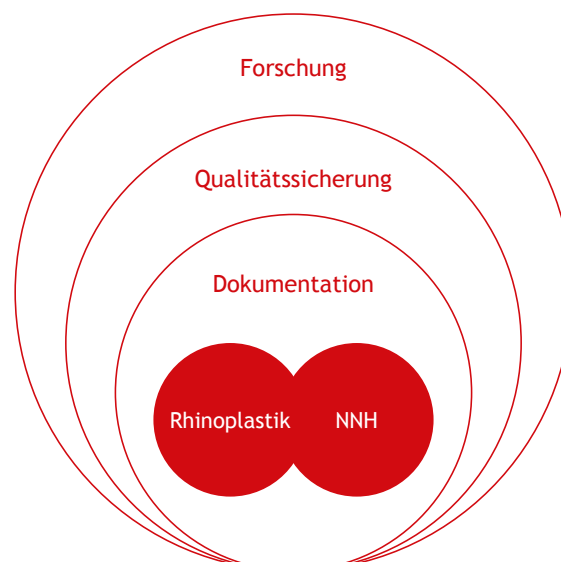 Forschung
Qualitätssicherung
Dokumentation
Rhinoplastik NNH